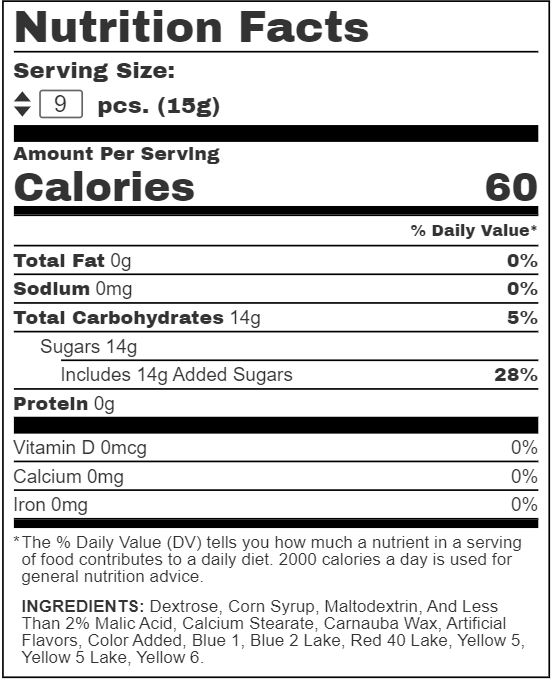 Nutrition Facts
Serving Size:
9 pcs. (15g)
Amount Per Serving
Calories 60
% Daily Value*
Total Fat 0g 0%
Sodium 0mg 0%
Total Carbohydrates 14g 5%
Sugars 14g
Includes 14g Added Sugars 28%
Protein 0g
Vitamin D 0mcg 0%
Calcium 0mg 0%
Iron 0mg 0%
*The % Daily Value (DV) tells you how much a nutrient in a serving
of food contributes to a daily diet. 2000 calories a day is used for
general nutrition advice.
INGREDIENTS: Dextrose, Corn Syrup, Maltodextrin, And Less
Than 2% Malic Acid, Calcium Stearate, Carnauba Wax, Artificial
Flavors, Color Added, Blue 1, Blue 2 Lake, Red 40 Lake, Yellow 5,
Yellow 5 Lake, Yellow 6.